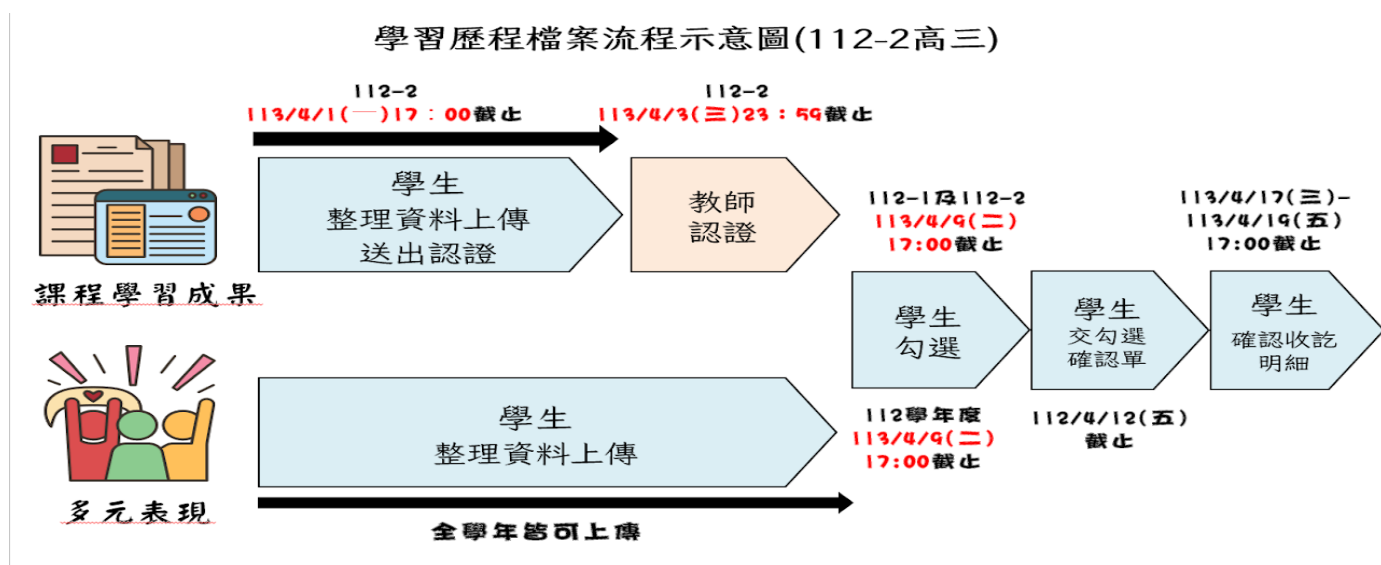 學習歷程檔案流程示意圖(112-2高三)
112-2
113/4/1(一)17：00截止
112-2
113/4/3(三)23：59截止
學生
整理資料上傳
送出認證
教師
認證
課程學習成果
112-1及112-2
113/4/9(二)
17:00截止
113/4/17(三)-
113/4/19(五)
17:00截止
學生
勾選
學生
交勾選
確認單
學生
確認收訖
明細
學生
整理資料上傳
112學年度
113/4/9(二)
17:00截止
112/4/12(五)
截止
多元表現
全學年皆可上傳